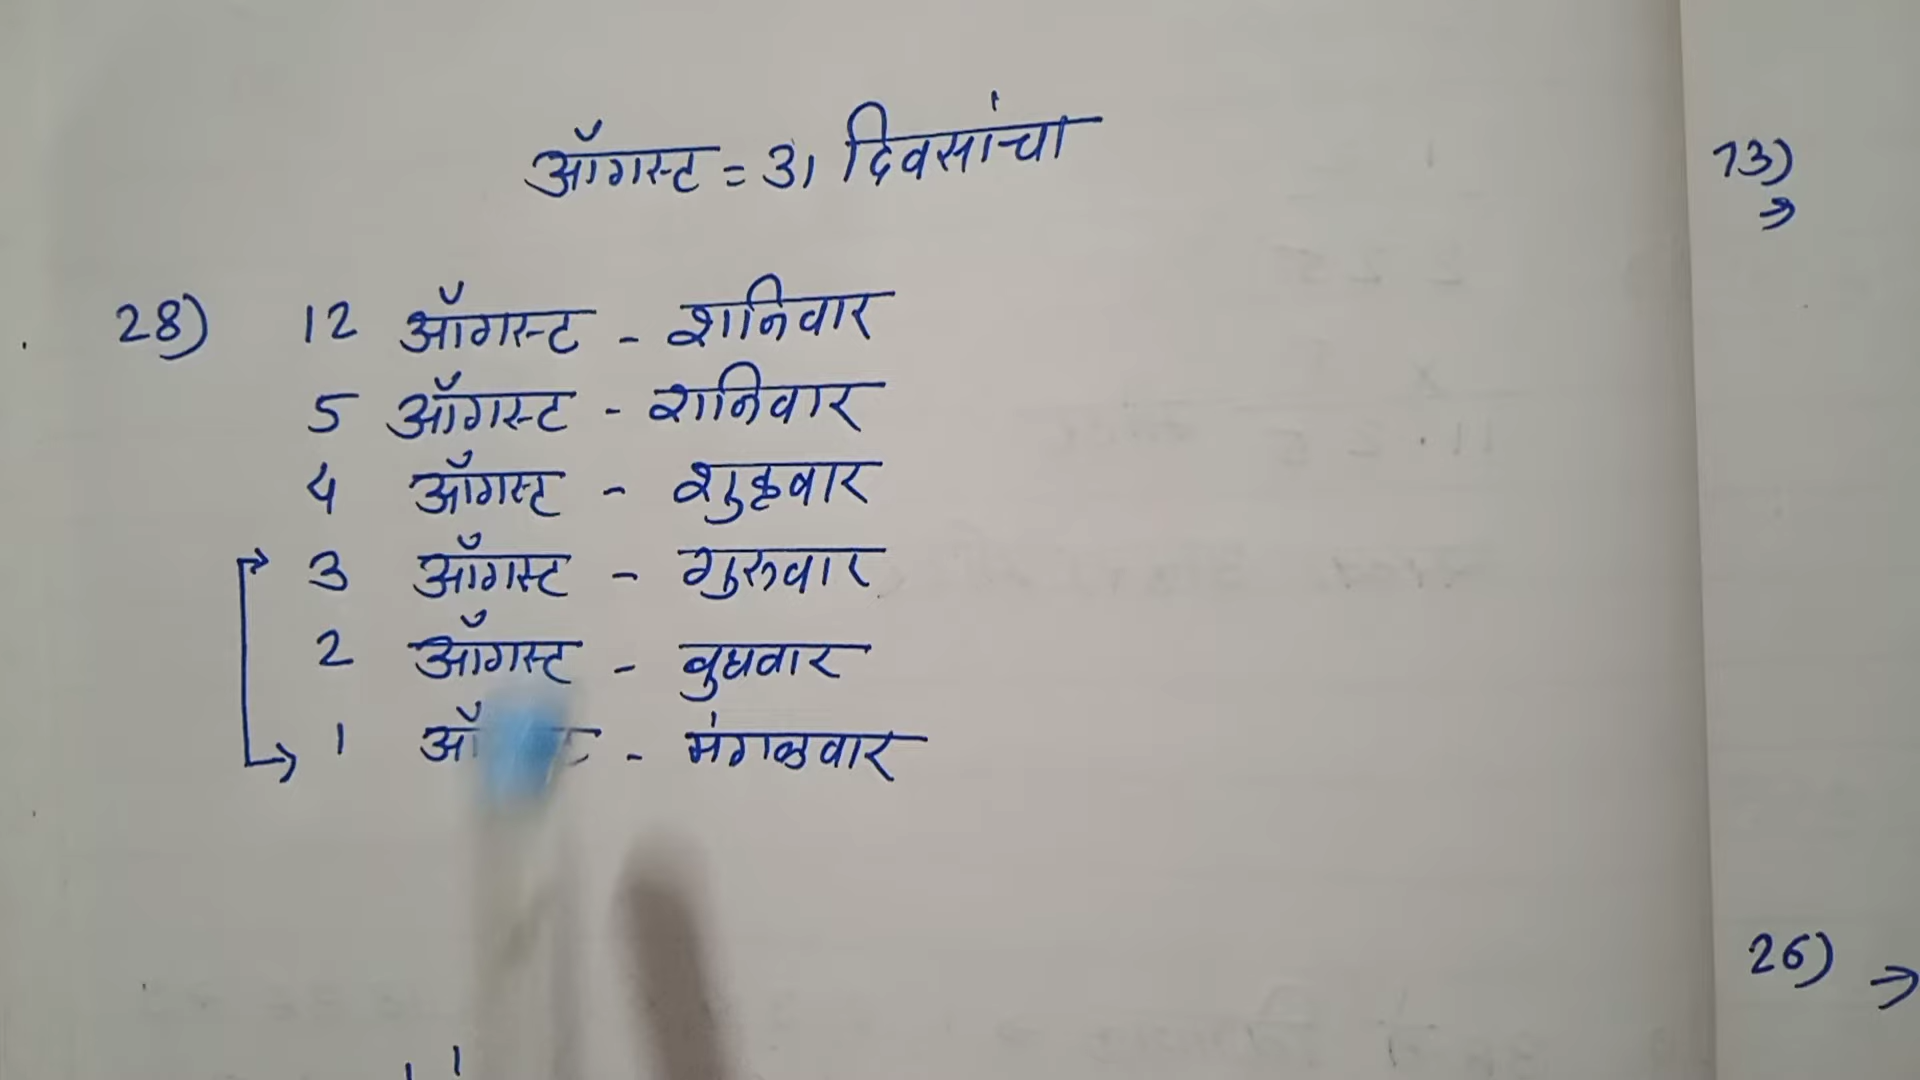 ऑगस्ट = 31 दिवसांचा
28) 12 ऑगस्ट - शनिवार
5 ऑगस्ट - शनिवार
4 ऑगस्ट - शुक्रवार
3 ऑगस्ट - गुरुवार
2 ऑगस्ट - बुधवार
1 - मंगळवार
13)
26)